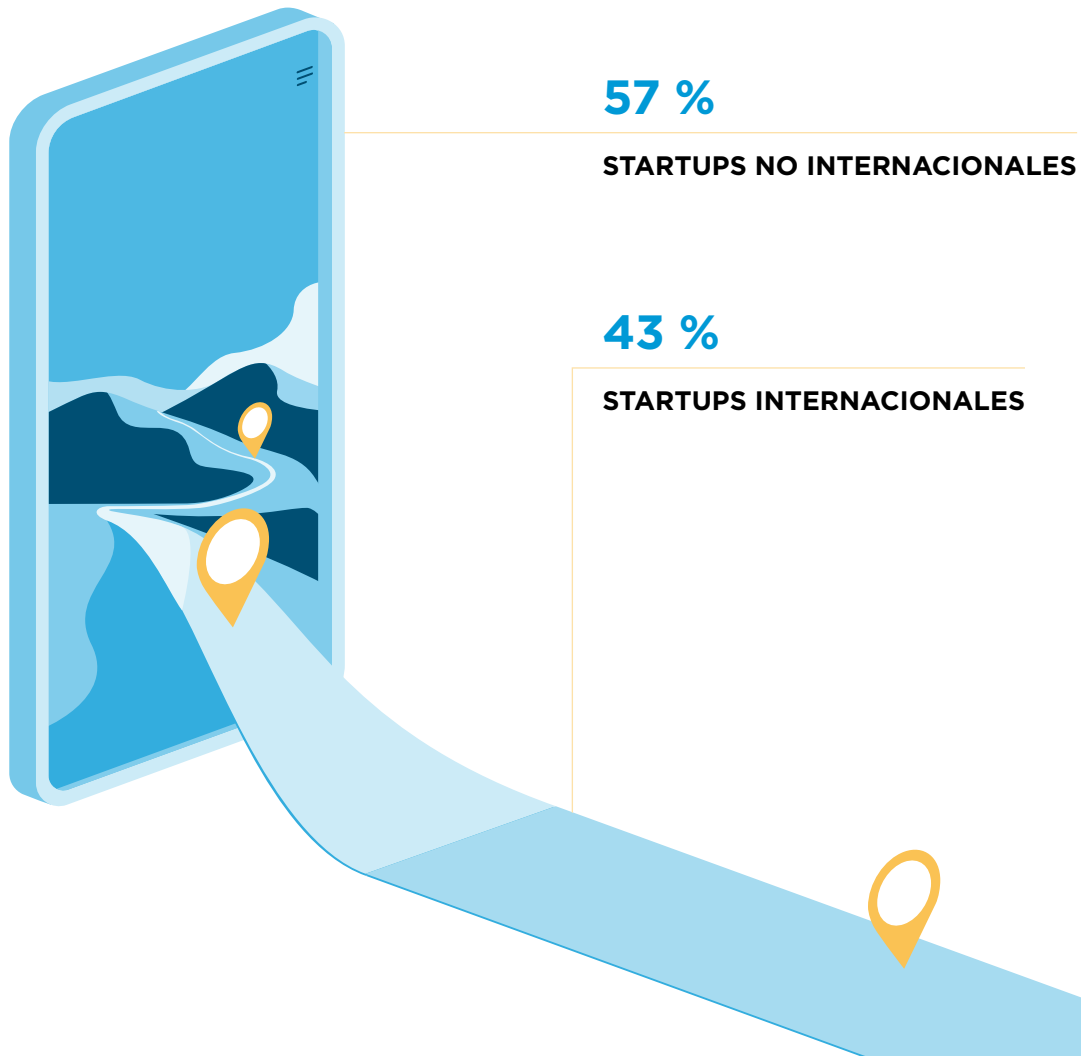 57 %
STARTUPS NO INTERNACIONALES
43 %
STARTUPS INTERNACIONALES